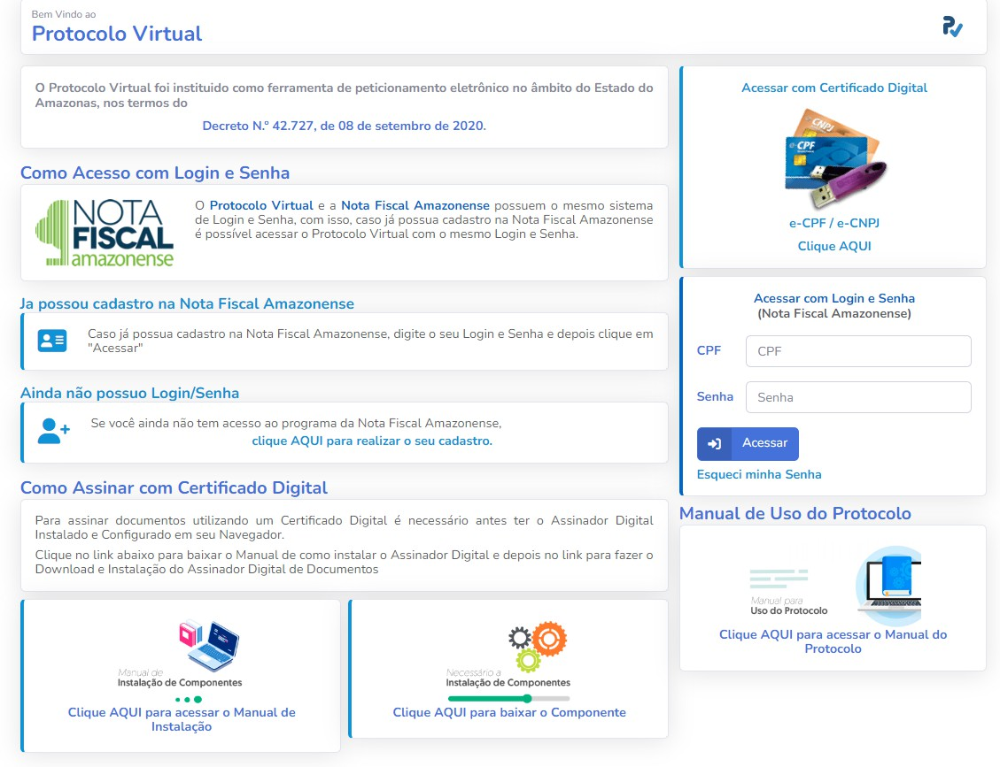 Bem Vindo ao
Protocolo Virtual
O Protocolo Virtual foi instituido como ferramenta de peticionamento eletrônico no âmbito do Estado do
Amazonas, nos termos do
Decreto N.º 42.727, de 08 de setembro de 2020.
Como Acesso com Login e Senha
NOTA
FISCAL
amazonense
O Protocolo Virtual e a Nota Fiscal Amazonense possuem o mesmo sistema
de Login e Senha, com isso, caso já possua cadastro na Nota Fiscal Amazonense
é possível acessar o Protocolo Virtual com o mesmo Login e Senha.
Ja possou cadastro na Nota Fiscal Amazonense
Caso já possua cadastro na Nota Fiscal Amazonense, digite o seu Login e Senha e depois clique em
"Acessar"
Ainda não possuo Login/Senha
Se você ainda não tem acesso ao programa da Nota Fiscal Amazonense,
clique AQUI para realizar o seu cadastro.
Como Assinar com Certificado Digital
Para assinar documentos utilizando um Certificado Digital é necessário antes ter o Assinador Digital
Instalado e Configurado em seu Navegador.
Clique no link abaixo para baixar o Manual de como instalar o Assinador Digital e depois no link para fazer o
Download e Instalação do Assinador Digital de Documentos
Manual de
Instalação de Componentes
Clique AQUI para acessar o Manual de
Instalação
Necessário a
Instalação de Componentes
Clique AQUI para baixar o Componente
Acessar com Certificado Digital
CNPJ
e-CPF
e-CPF / e-CNPJ
Clique AQUI
Acessar com Login e Senha
(Nota Fiscal Amazonense)
CPF
CPF
Senha
Senha
Acessar
Esqueci minha Senha
Manual de Uso do Protocolo
Manual para
Uso do Protocolo
Clique AQUI para acessar o Manual do
Protocolo